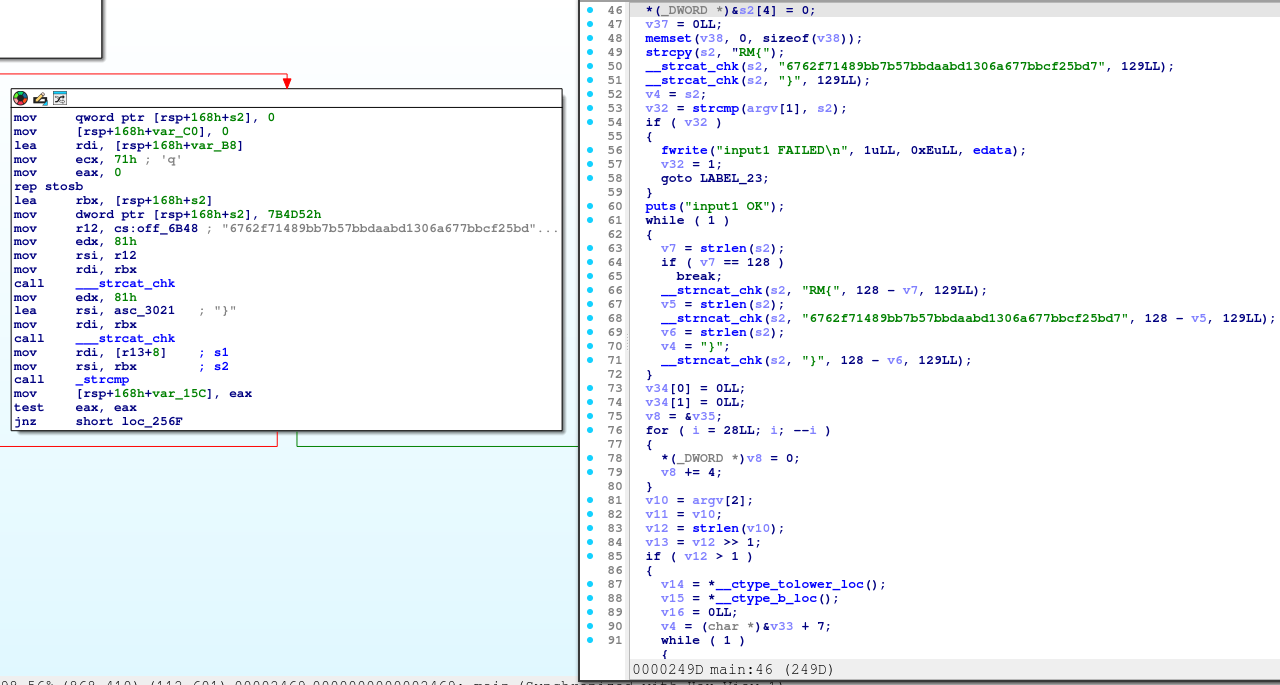 mov     qword ptr [rsp+168h+s2], 0
mov     [rsp+168h+var_C0], 0
lea     rdi, [rsp+168h+var_B8]
mov     ecx, 71h ; 'q'
mov     eax, 0
rep stosb
lea     rbx, [rsp+168h+s2]
mov     dword ptr [rsp+168h+s2], 7B4D52h
mov     r12, cs:off_6B48 ; "6762f71489bb7b57bbdaabd1306a677bbcf25bd"...
mov     edx, 81h
mov     rsi, r12
mov     rdi, rbx
call    ___strcat_chk
mov     edx, 81h
lea     rsi, asc_3021   ; "}"
mov     rdi, rbx
call    ___strcat_chk
mov     rdi, [r13+8]    ; s1
mov     rsi, rbx        ; s2
call    _strcmp
mov     [rsp+168h+var_15C], eax
test    eax, eax
jnz     short loc_256F
46   *(_DWORD *)&s2[4] = 0;
47   v37 = 0LL;
48   memset(v38, 0, sizeof(v38));
49   strcpy(s2, "RM{");
50   __strcat_chk(s2, "6762f71489bb7b57bbdaabd1306a677bbcf25bd7", 129LL);
51   __strcat_chk(s2, "}", 129LL);
52   v4 = s2;
53   v32 = strcmp(argv[1], s2);
54   if ( v32 )
55   {
56     fwrite("input1 FAILED\n", 1uLL, 0xEuLL, edata);
57     v32 = 1;
58     goto LABEL_23;
59   }
60   puts("input1 OK");
61   while ( 1 )
62   {
63     v7 = strlen(s2);
64     if ( v7 == 128 )
65       break;
66     __strncat_chk(s2, "RM{", 128 - v7, 129LL);
67     v5 = strlen(s2);
68     __strncat_chk(s2, "6762f71489bb7b57bbdaabd1306a677bbcf25bd7", 128 - v5, 129LL);
69     v6 = strlen(s2);
70     v4 = "}";
71     __strncat_chk(s2, "}", 128 - v6, 129LL);
72   }
73   v34[0] = 0LL;
74   v34[1] = 0LL;
75   v8 = &v35;
76   for ( i = 28LL; i; --i )
77   {
78     *(_DWORD *)v8 = 0;
79     v8 += 4;
80   }
81   v10 = argv[2];
82   v11 = v10;
83   v12 = strlen(v10);
84   v13 = v12 >> 1;
85   if ( v12 > 1 )
86   {
87     v14 = *__ctype_tolower_loc();
88     v15 = *__ctype_b_loc();
89     v16 = 0LL;
90     v4 = (char *)&v33 + 7;
91     while ( 1 )
{
0000249D main:46 (249D)